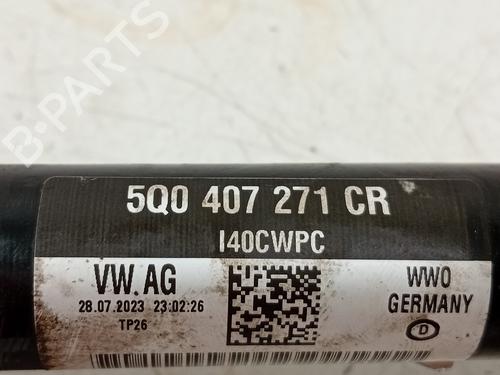 B-PARTS
5Q0 407 271 CR
I40CWPC
VW.AG
28.07.2023 23:02:26
TP26
WWO
GERMANY
D